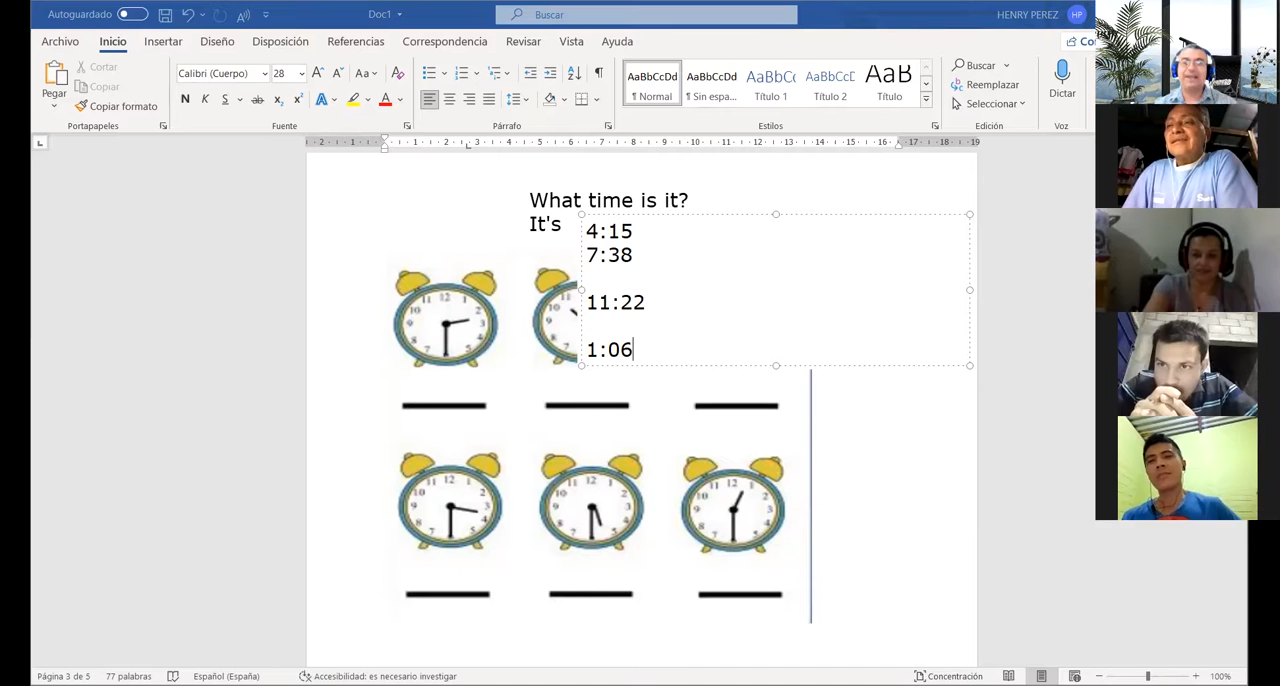 Autoguardado
Doc1
Buscar
HENRY PEREZ
HP
Archivo Inicio Insertar Diseño Disposición Referencias Correspondencia Revisar Vista Ayuda
Pegar
Cortar
Copiar
Copiar formato
Portapapeles
Calibri (Cuerpo) 28
Fuente
Párrafo
AaBbCcDd
¶ Normal
AaBbCcDd
¶ Sin espa...
Título 1
Título 2
AaB
Título
Estilos
Buscar
Reemplazar
Seleccionar
Edición
Dictar
Voz
What time is it?
It's
4:15
7:38
11:22
1:06
Página 3 de 5 77 palabras Español (España) Accesibilidad: es necesario investigar Concentración 100%